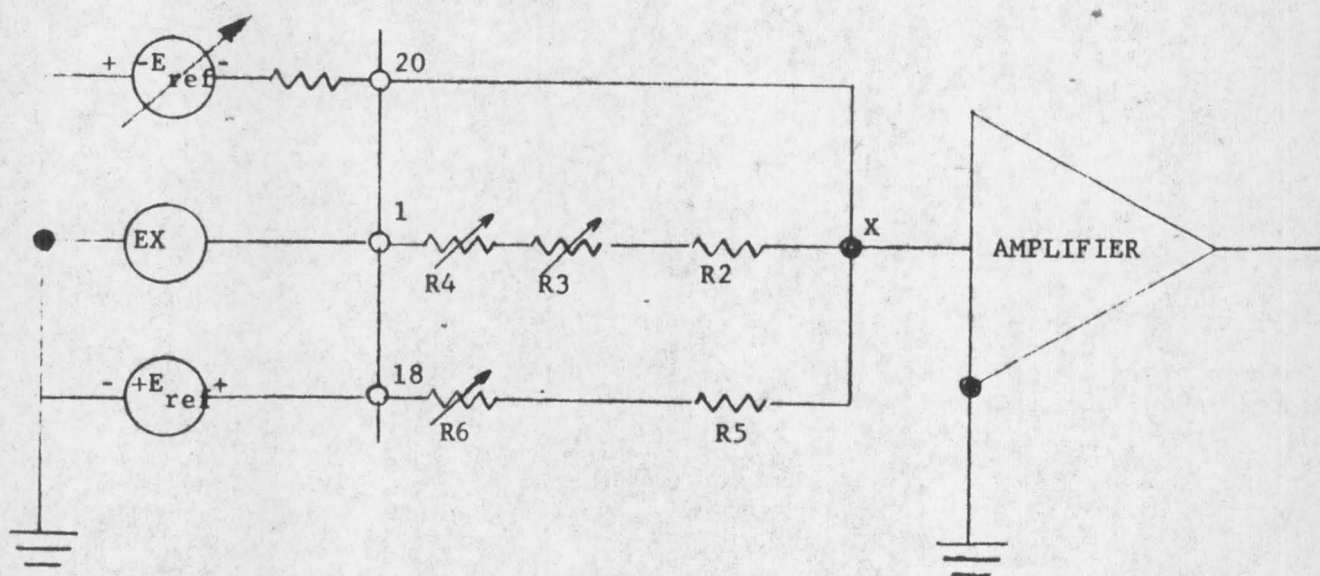 + -E ref -
20
EX
1
R4 R3 R2
X
AMPLIFIER
- +E ref +
18
R6 R5